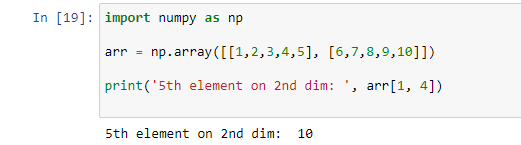 In [19]: import numpy as np
arr = np.array([[1,2,3,4,5], [6,7,8,9,10]])
print('5th element on 2nd dim: ', arr[1, 4])
5th element on 2nd dim:  10